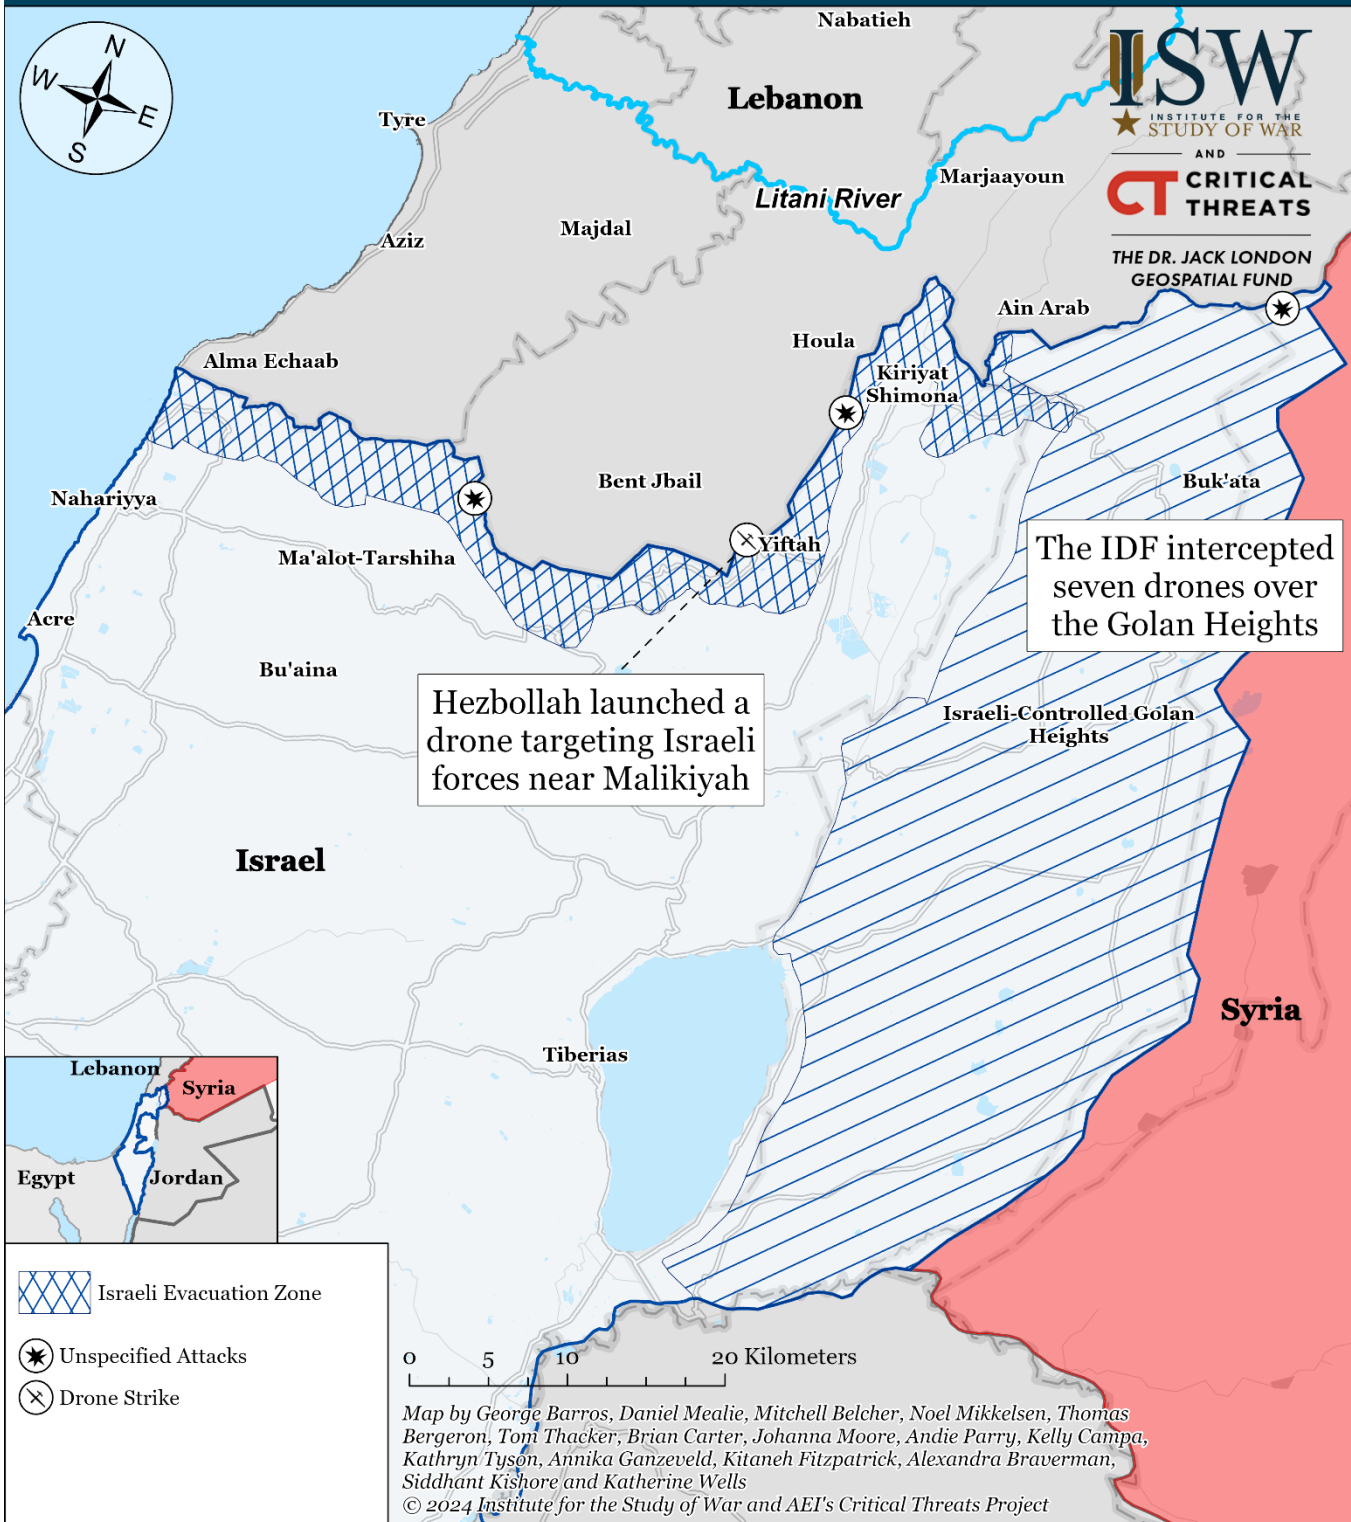 N
W
E
S
Nabatieh
Lebanon
ISW
INSTITUTE FOR THE
STUDY OF WAR
AND
CT CRITICAL
THREATS
THE DR. JACK LONDON
GEOSPATIAL FUND
Tyre
Marjaayoun
Litani River
Majdal
Aziz
Ain Arab
Houla
Alma Echaab
Kiriyat
Shimona
Bent Jbail
Buk'ata
Nahariyya
Yiftah
Ma'alot-Tarshiha
The IDF intercepted
seven drones over
the Golan Heights
Acre
Bu'aina
Hezbollah launched a
drone targeting Israeli
forces near Malikiyah
Israeli-Controlled Golan
Heights
Israel
Syria
Tiberias
Lebanon
Syria
Egypt
Jordan
Israeli Evacuation Zone
Unspecified Attacks
Drone Strike
0 5 10 20 Kilometers
Map by George Barros, Daniel Mealie, Mitchell Belcher, Noel Mikkelsen, Thomas
Bergeron, Tom Thacker, Brian Carter, Johanna Moore, Andie Parry, Kelly Campa,
Kathryn Tyson, Annika Ganzeveld, Kitaneh Fitzpatrick, Alexandra Braverman,
Siddhant Kishore and Katherine Wells
© 2024 Institute for the Study of War and AEI's Critical Threats Project